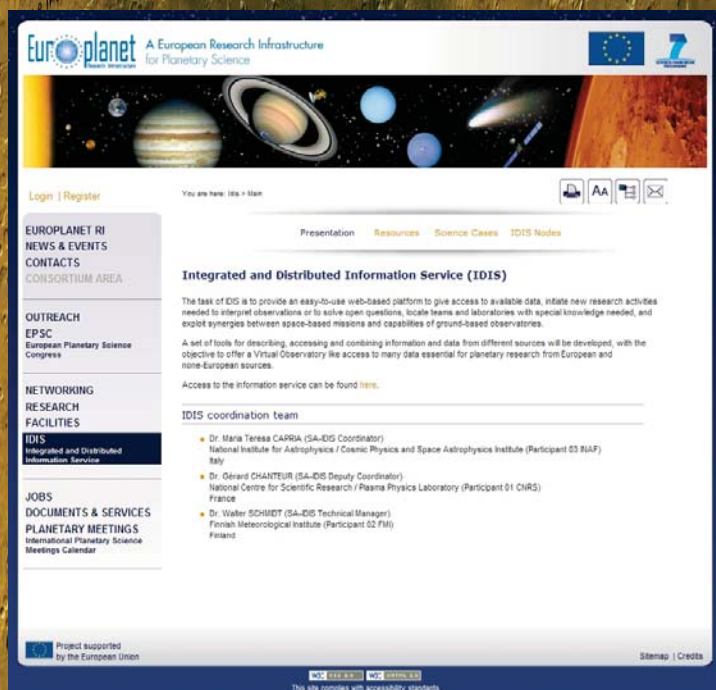 Europlanet
Research Infrastructure
A European Research Infrastructure
for Planetary Science
7
Login | Register
You are here: Idis > Main
AA
EUROPLANET RI
NEWS & EVENTS
CONTACTS
CONSORTIUM AREA
OUTREACH
EPSC
European Planetary Science
Congress
NETWORKING
RESEARCH
FACILITIES
IDIS
Integrated and Distributed
Information Service
JOBS
DOCUMENTS & SERVICES
PLANETARY MEETINGS
International Planetary Science
Meetings Calendar
Presentation Resources Science Cases IDIS Nodes
Integrated and Distributed Information Service (IDIS)
The task of IDIS is to provide an easy-to-use web-based platform to give access to available data, initiate new research activities
needed to interpret observations or to solve open questions, locate teams and laboratories with special knowledge needed, and
exploit synergies between space-based missions and capabilities of ground-based observatories.
A set of tools for describing, accessing and combining information and data from different sources will be developed, with the
objective to offer a Virtual Observatory like access to many data essential for planetary research from European and
none-European sources.
Access to the information service can be found here.
IDIS coordination team
Dr. Maria Teresa CAPRIA (SA-IDIS Coordinator)
National Institute for Astrophysics / Cosmic Physics and Space Astrophysics Institute (Participant 03 INAF)
Italy
Dr. Gérard CHANTEUR (SA-IDIS Deputy Coordinator)
National Centre for Scientific Research / Plasma Physics Laboratory (Participant 01 CNRS)
France
Dr. Walter SCHMIDT (SA-IDIS Technical Manager)
Finnish Meteorological Institute (Participant 02 FMI)
Finland
Project supported
by the European Union
Sitemap | Credits
W3C W3C
This site complies with accessibility standards